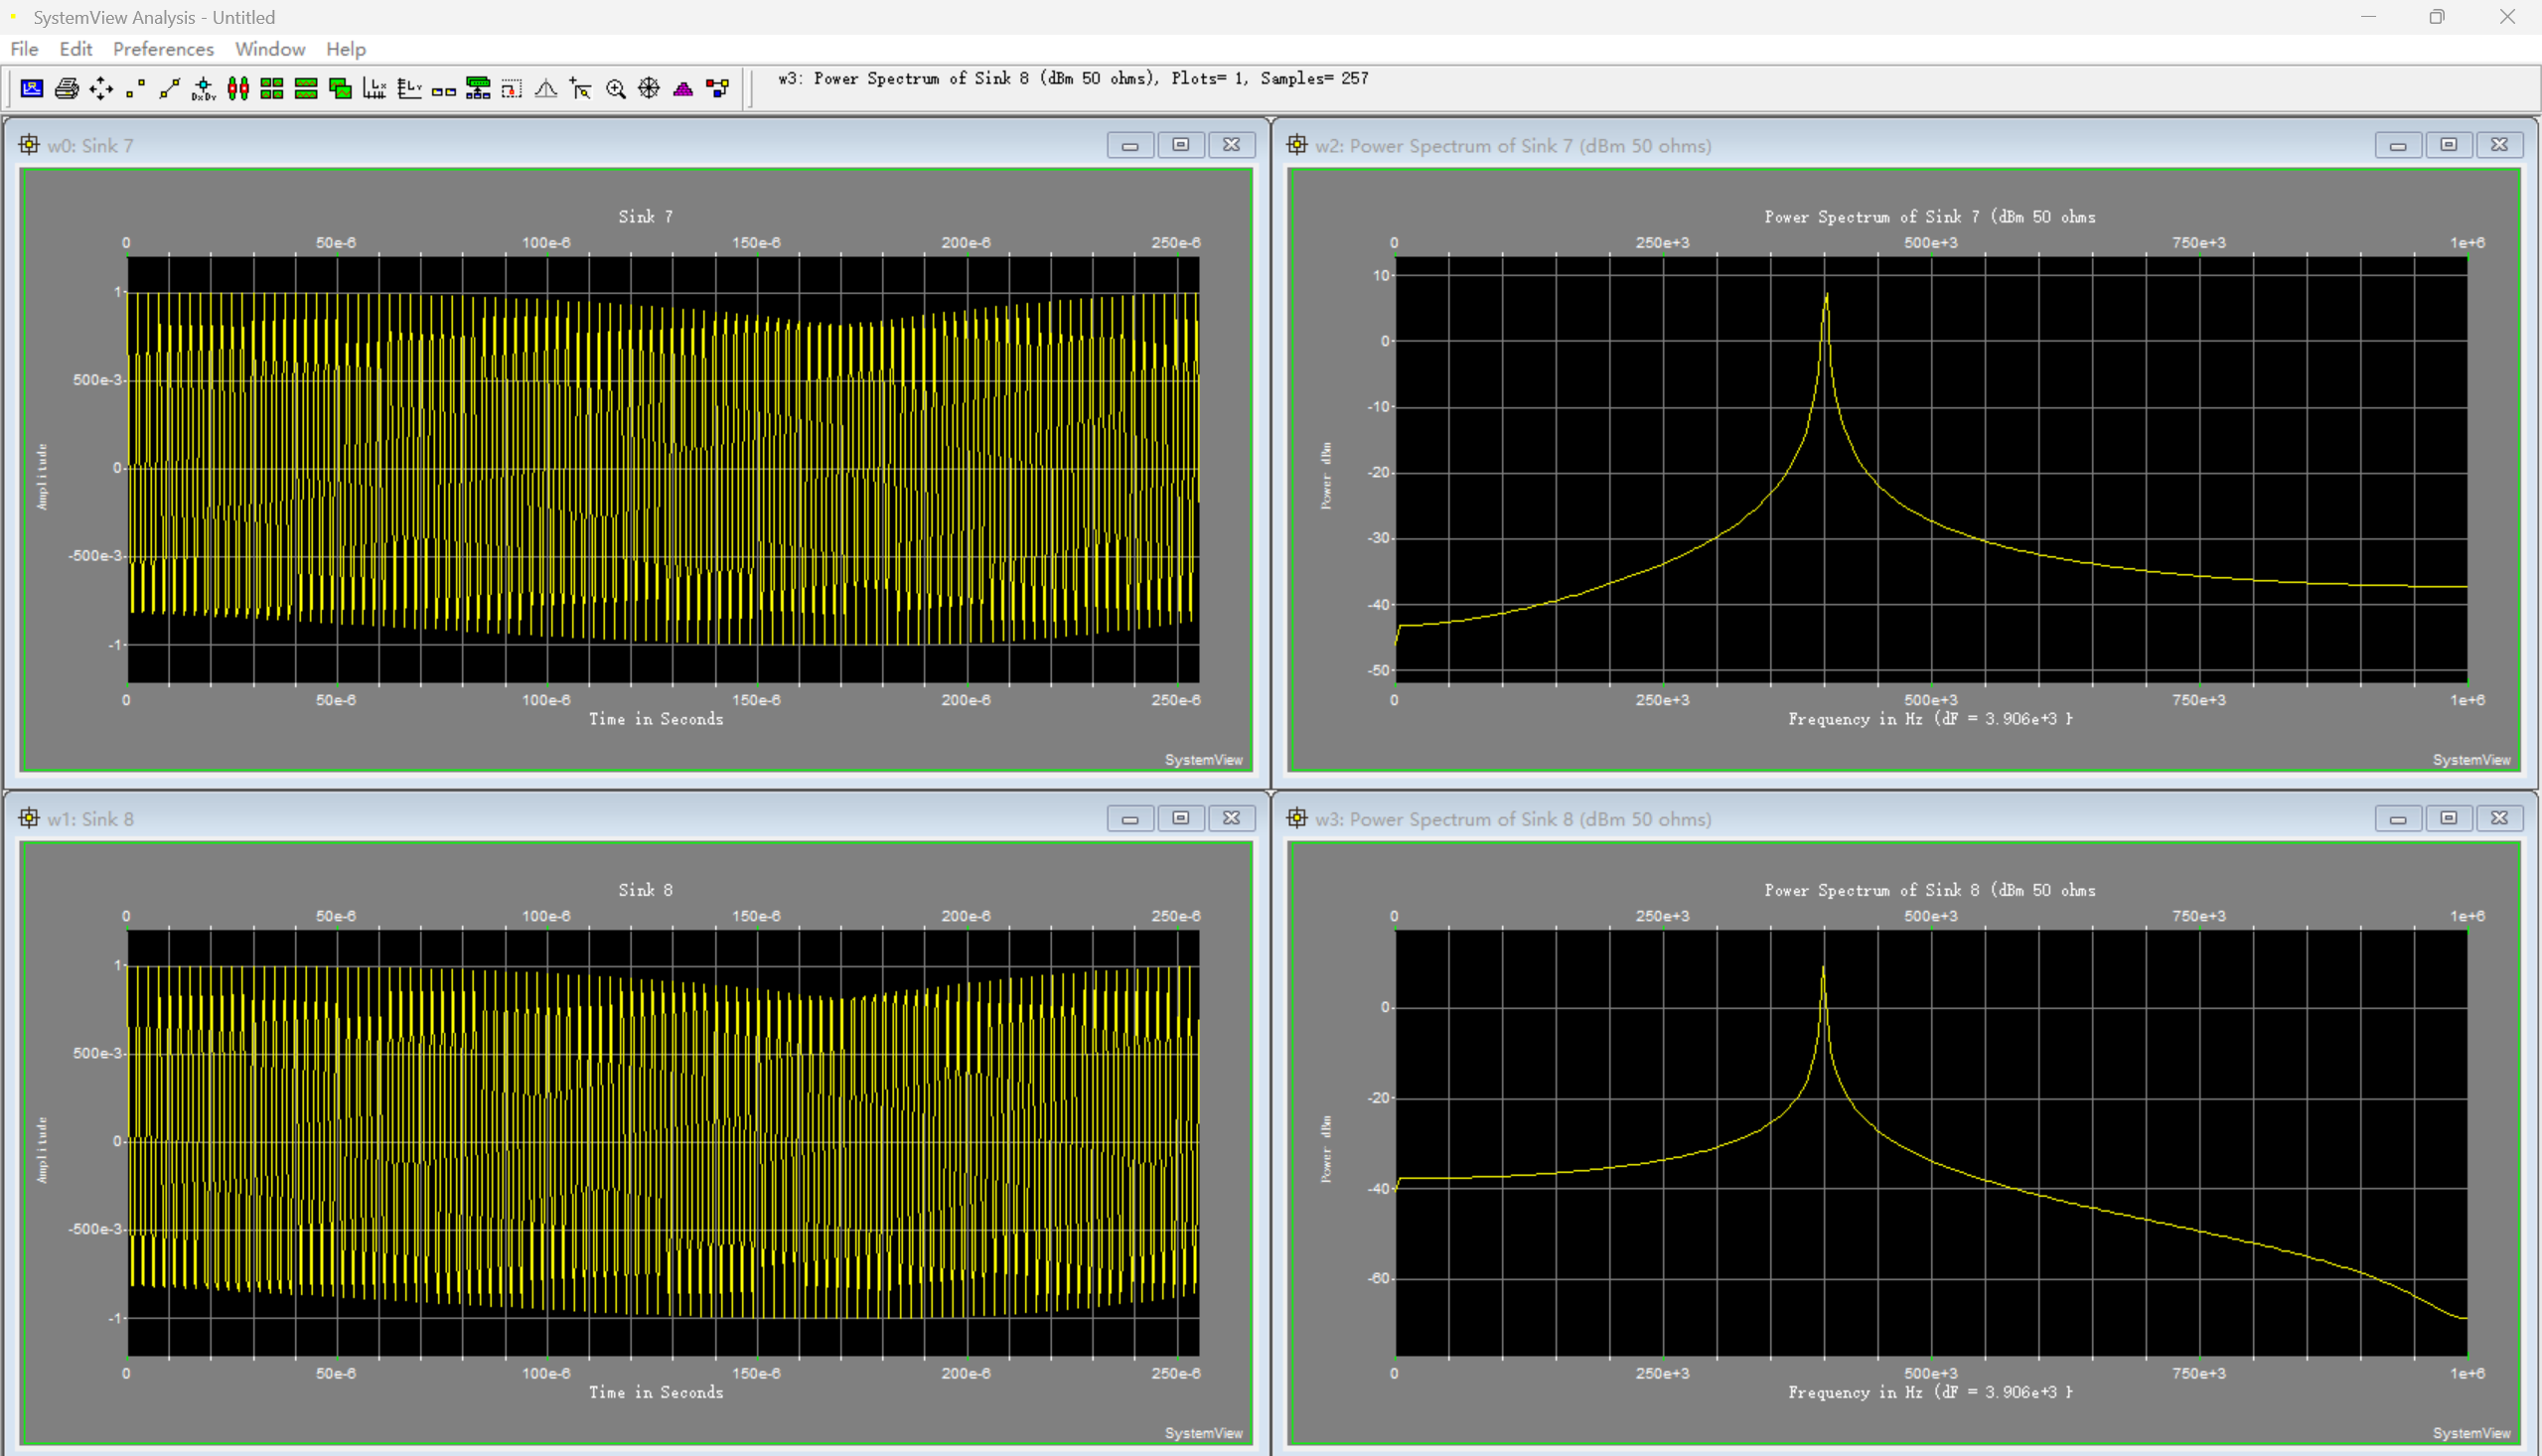 SystemView Analysis - Untitled
File Edit Preferences Window Help
w3: Power Spectrum of Sink 8 (dBm 50 ohms), Plots= 1, Samples= 257
w0: Sink 7
Sink 7
0 50e-6 100e-6 150e-6 200e-6 250e-6
1
500e-3
0
-500e-3
-1
Amplitude
0 50e-6 100e-6 150e-6 200e-6 250e-6
Time in Seconds
SystemView
w2: Power Spectrum of Sink 7 (dBm 50 ohms)
Power Spectrum of Sink 7 (dBm 50 ohms
0 250e+3 500e+3 750e+3 1e+6
10
0
-10
-20
-30
-40
-50
Power dBm
0 250e+3 500e+3 750e+3 1e+6
Frequency in Hz (dF = 3.906e+3 )
SystemView
w1: Sink 8
Sink 8
0 50e-6 100e-6 150e-6 200e-6 250e-6
1
500e-3
0
-500e-3
-1
Amplitude
0 50e-6 100e-6 150e-6 200e-6 250e-6
Time in Seconds
SystemView
w3: Power Spectrum of Sink 8 (dBm 50 ohms)
Power Spectrum of Sink 8 (dBm 50 ohms
0 250e+3 500e+3 750e+3 1e+6
0
-20
-40
-60
Power dBm
0 250e+3 500e+3 750e+3 1e+6
Frequency in Hz (dF = 3.906e+3 )
SystemView